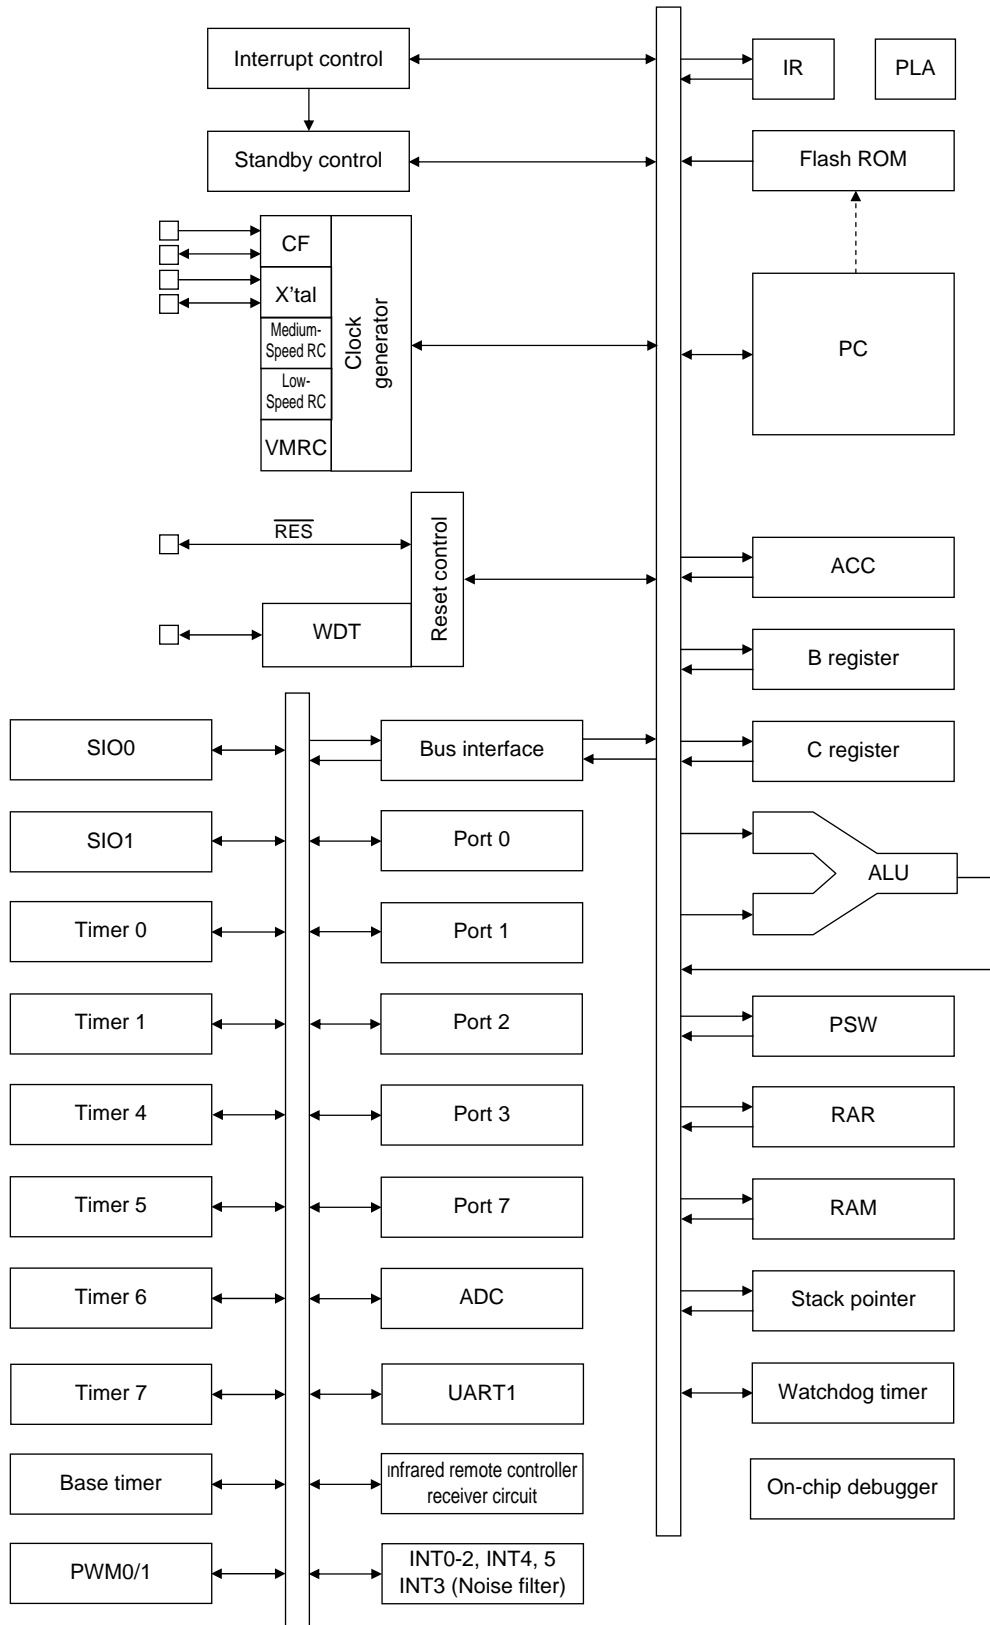 Interrupt control
IR
PLA
Standby control
Flash ROM
CF
X'tal
Medium-
Speed RC
Low-
Speed RC
VMRC
Clock
generator
PC
RES
Reset control
WDT
ACC
B register
SIO0
Bus interface
C register
SIO1
Port 0
ALU
Timer 0
Port 1
Timer 1
Port 2
PSW
Timer 4
Port 3
RAR
Timer 5
Port 7
RAM
Timer 6
ADC
Stack pointer
Timer 7
UART1
Watchdog timer
Base timer
Infrared remote controller
receiver circuit
On-chip debugger
PWM0/1
INT0-2, INT4, 5
INT3 (Noise filter)